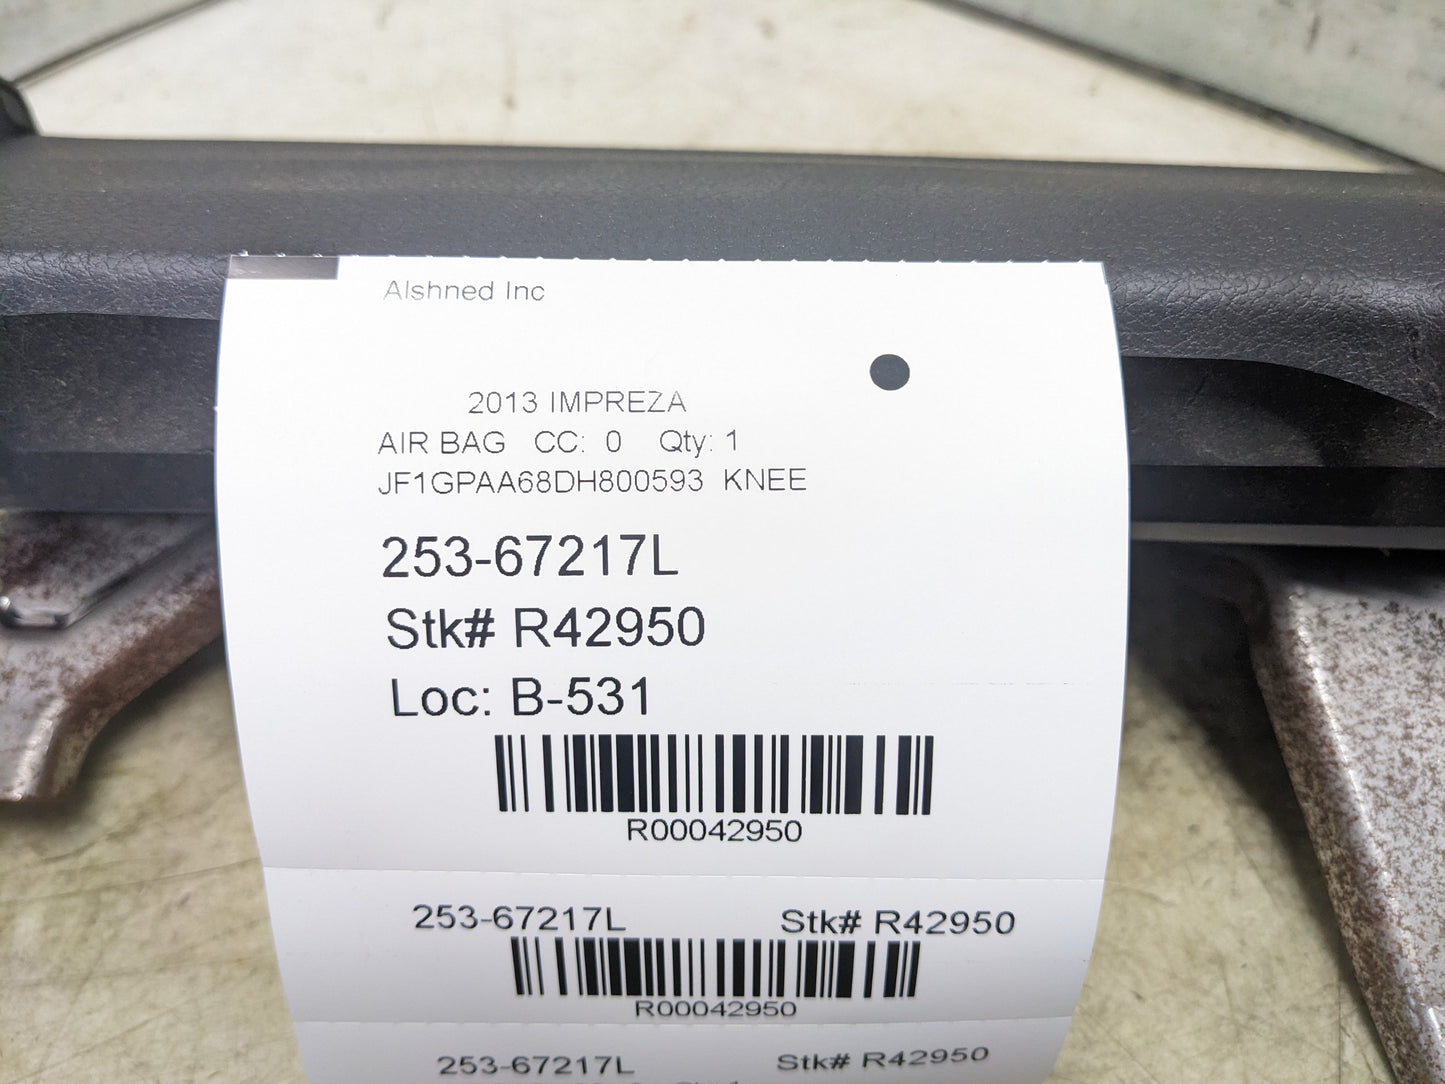 Alshned Inc
2013 IMPREZA
AIR BAG CC: 0 Qty: 1
JF1GPAA68DH800593 KNEE
253-67217L
Stk# R42950
Loc: B-531
R00042950
253-67217L Stk# R42950
R00042950
253-67217L Stk# R42950